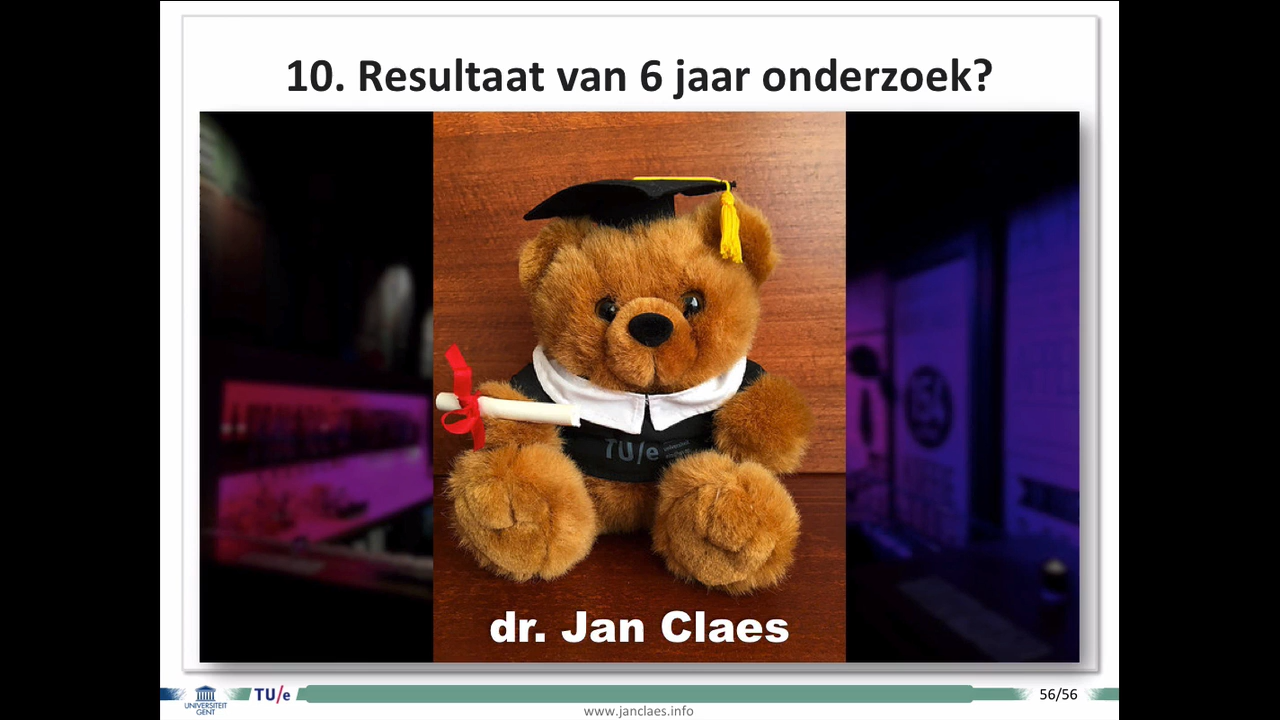 10. Resultaat van 6 jaar onderzoek?
TU/e
dr. Jan Claes
UNIVERSITEIT
GENT
TU/e
56/56
www.janclaes.info